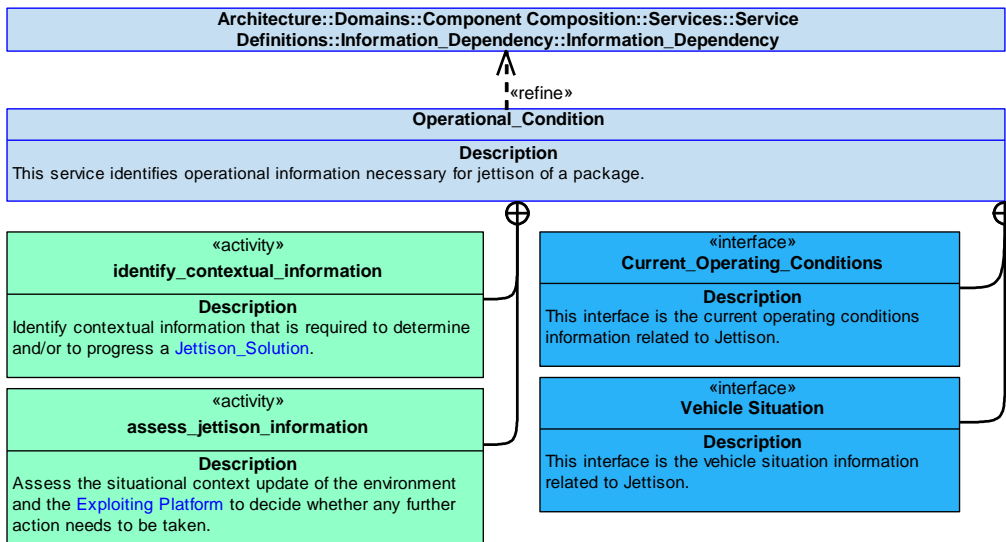 Architecture::Domains::Component Composition::Services::Service
Definitions::Information_Dependency::Information_Dependency
«refine»
Operational_Condition
Description
This service identifies operational information necessary for jettison of a package.
«activity»
identify_contextual_information
Description
Identify contextual information that is required to determine
and/or to progress a Jettison_Solution.
«activity»
assess_jettison_information
Description
Assess the situational context update of the environment
and the Exploiting Platform to decide whether any further
action needs to be taken.
«interface»
Current_Operating_Conditions
Description
This interface is the current operating conditions
information related to Jettison.
«interface»
Vehicle Situation
Description
This interface is the vehicle situation information
related to Jettison.